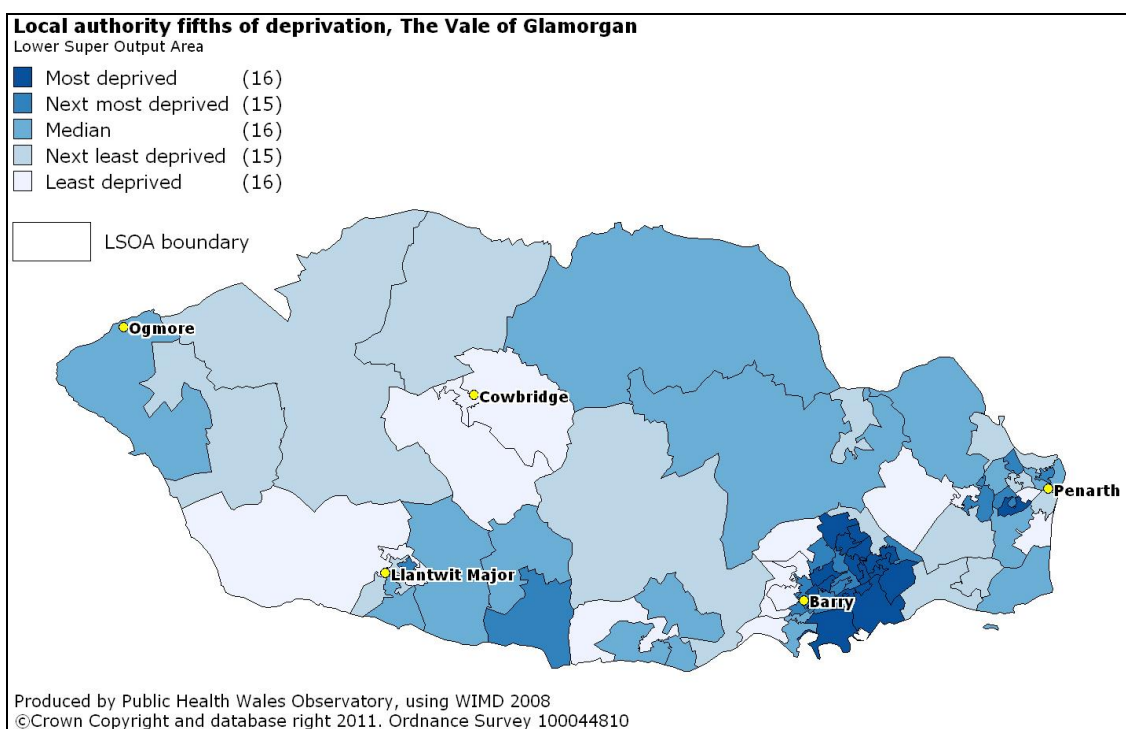 Local authority fifths of deprivation, The Vale of Glamorgan
Lower Super Output Area
Most deprived (16)
Next most deprived (15)
Median (16)
Next least deprived (15)
Least deprived (16)
LSOA boundary
Ogmore
Cowbridge
Penarth
Llantwit Major
Barry
Produced by Public Health Wales Observatory, using WIMD 2008
©Crown Copyright and database right 2011. Ordnance Survey 100044810